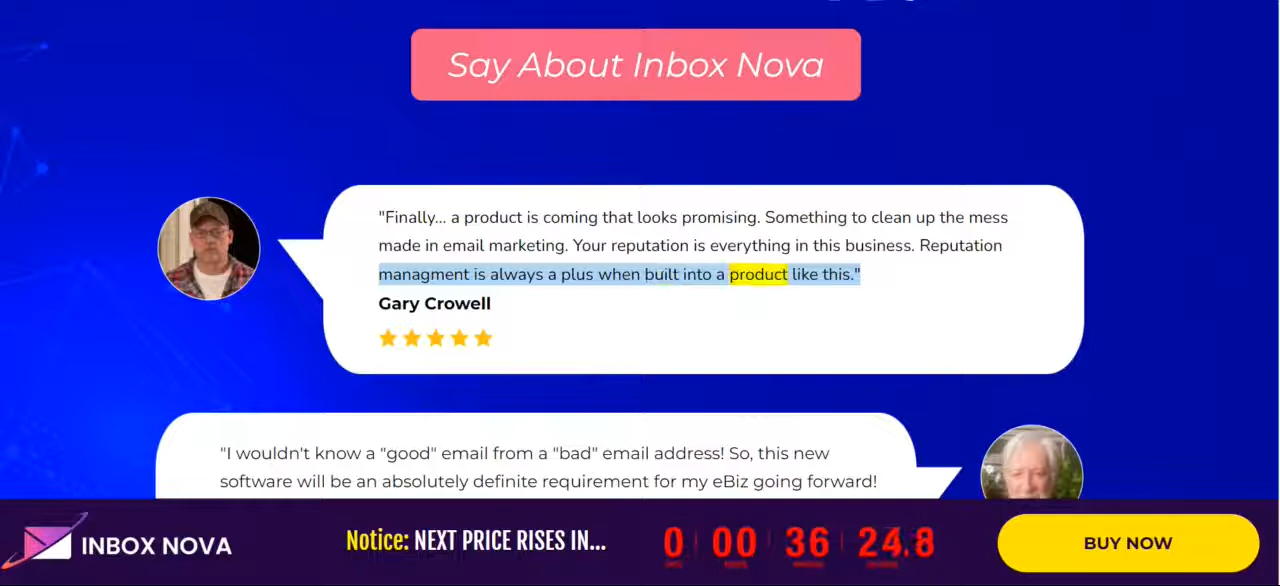 Say About Inbox Nova
"Finally... a product is coming that looks promising. Something to clean up the mess
made in email marketing. Your reputation is everything in this business. Reputation
managment is always a plus when built into a product like this."
Gary Crowell
"I wouldn't know a "good" email from a "bad" email address! So, this new
software will be an absolutely definite requirement for my eBiz going forward!
INBOX NOVA
Notice: NEXT PRICE RISES IN...
0 00 36 24.8
BUY NOW